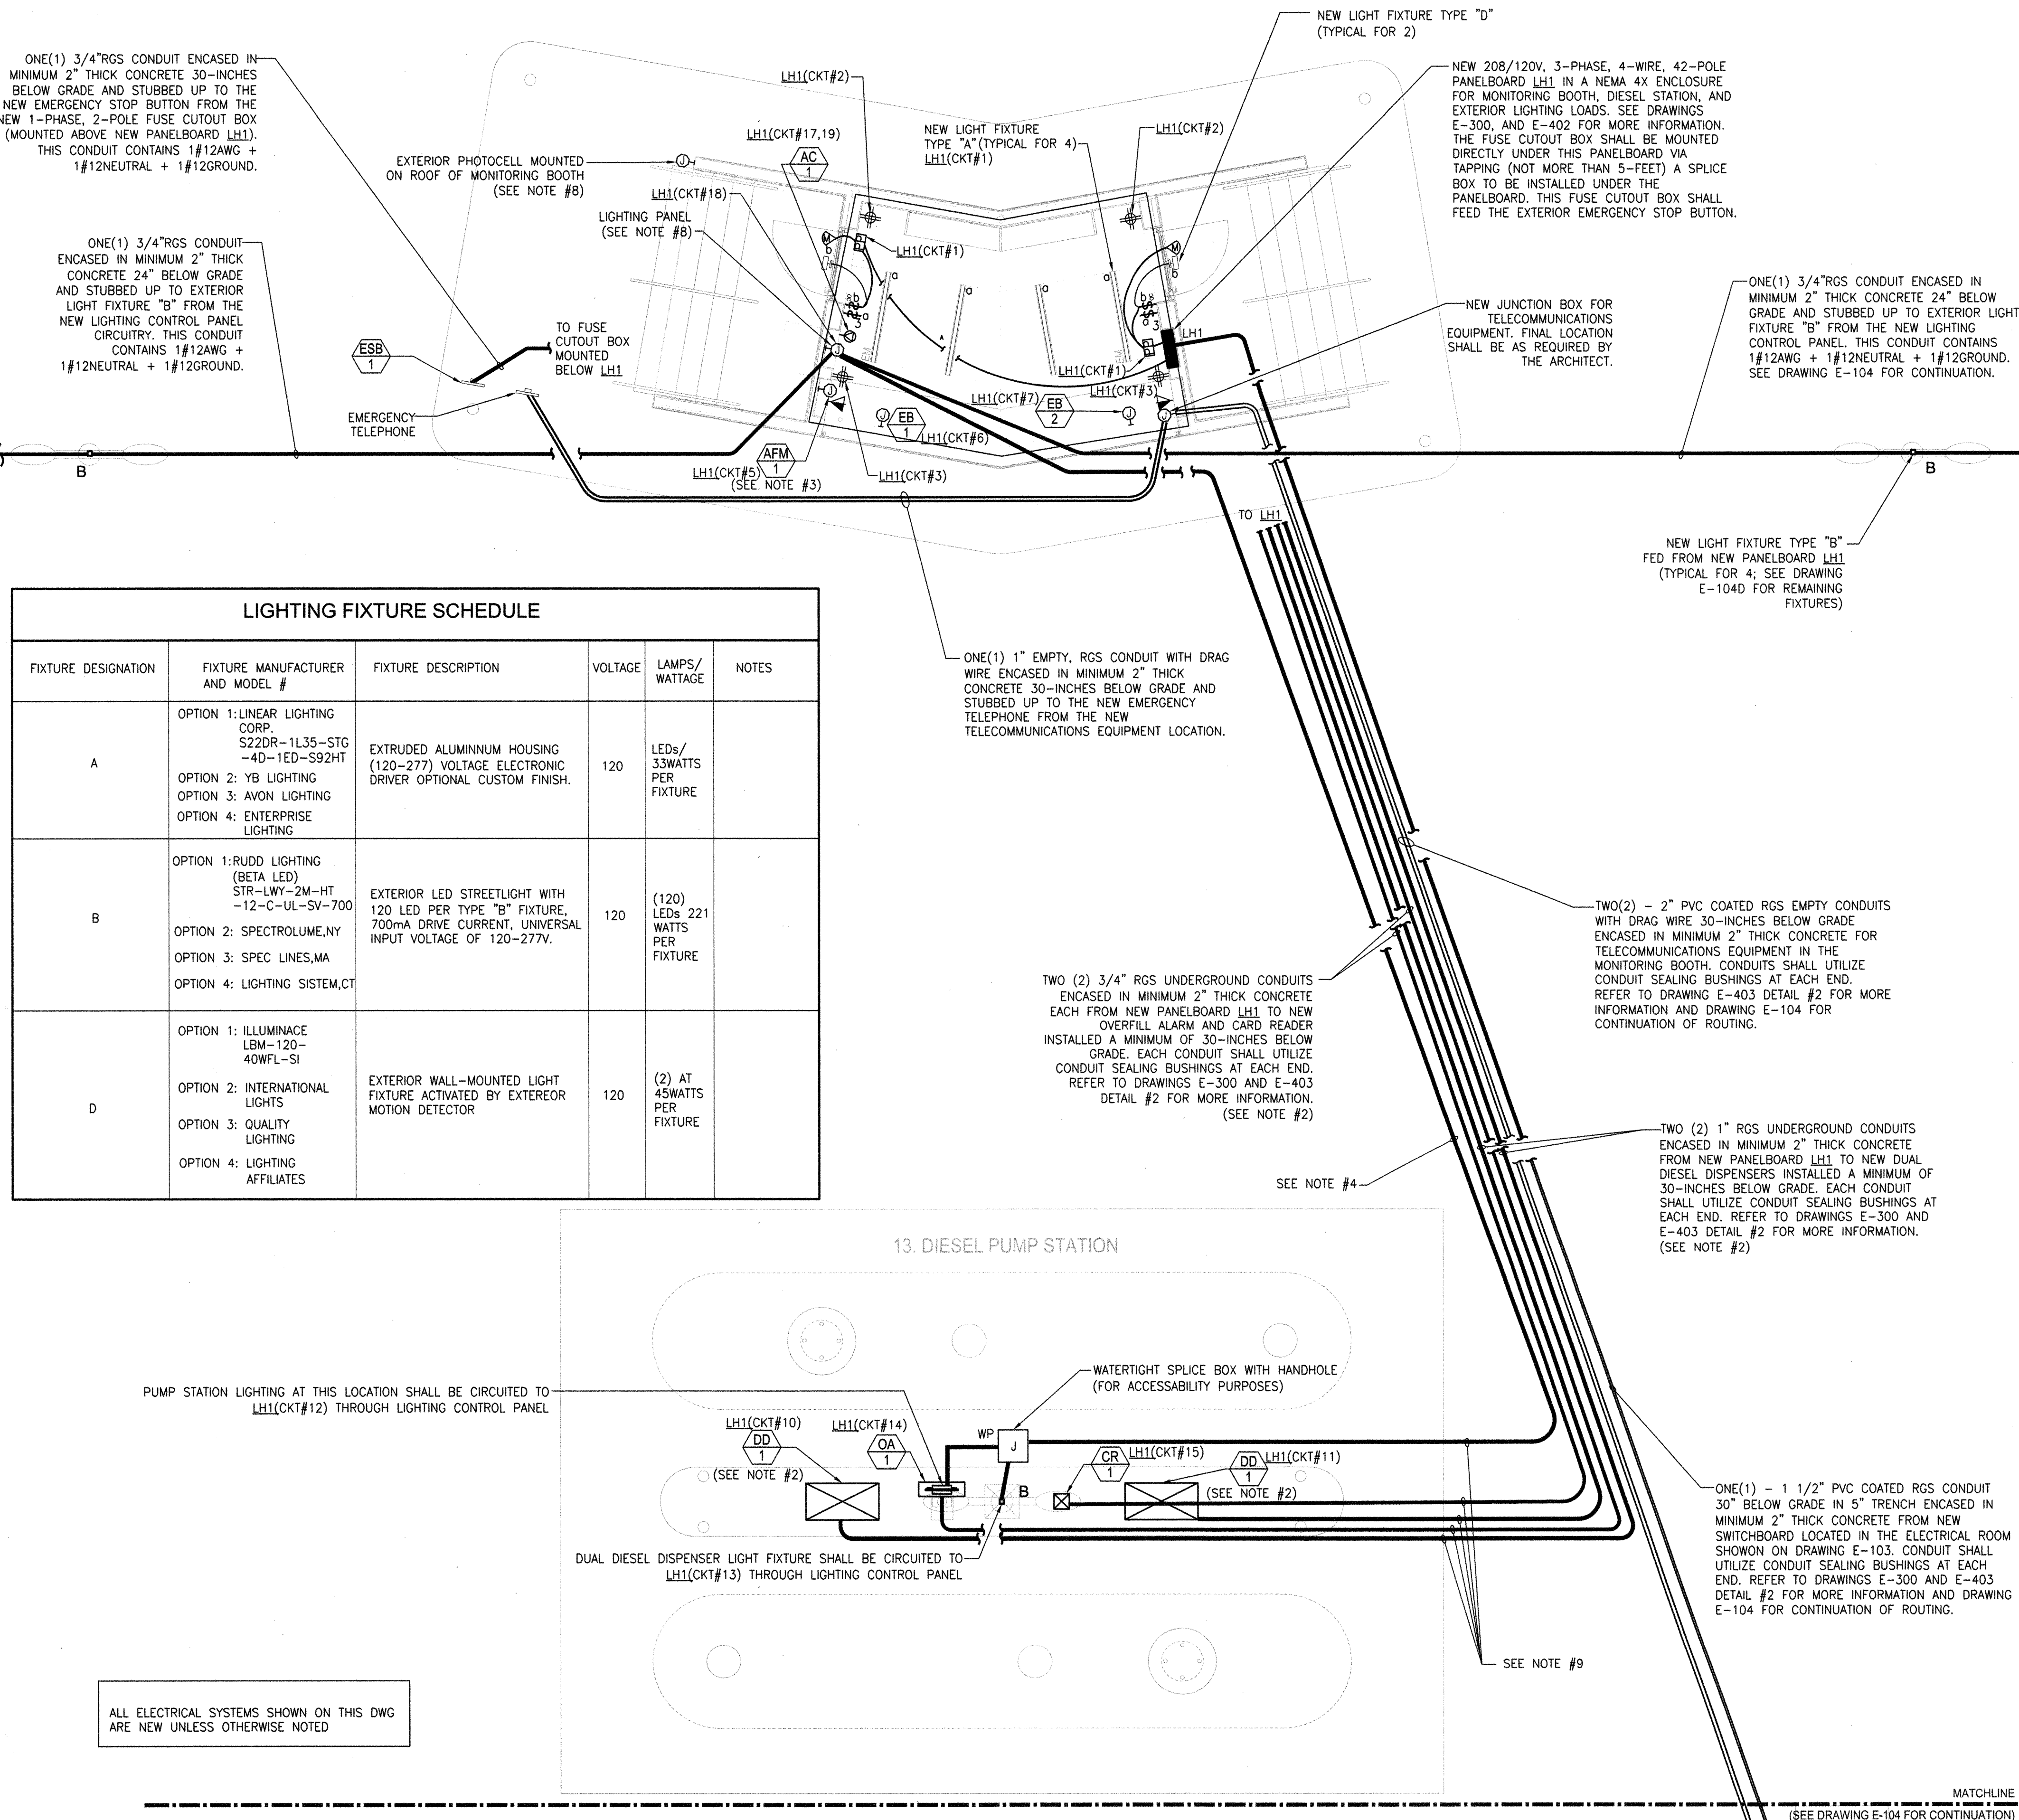 ONE(1) 3/4"RGS CONDUIT ENCASED IN
MINIMUM 2" THICK CONCRETE 30-INCHES
BELOW GRADE AND STUBBED UP TO THE
NEW EMERGENCY STOP BUTTON FROM THE
NEW 1-PHASE, 2-POLE FUSE CUTOUT BOX
(MOUNTED ABOVE NEW PANELBOARD LH1).
THIS CONDUIT CONTAINS 1#12AWG +
1#12NEUTRAL + 1#12GROUND.
ONE(1) 3/4"RGS CONDUIT
ENCASED IN MINIMUM 2" THICK
CONCRETE 24" BELOW GRADE
AND STUBBED UP TO EXTERIOR
LIGHT FIXTURE "B" FROM THE
NEW LIGHTING CONTROL PANEL
CIRCUITRY. THIS CONDUIT
CONTAINS 1#12AWG +
1#12NEUTRAL + 1#12GROUND.
EXTERIOR PHOTOCELL MOUNTED
ON ROOF OF MONITORING BOOTH
(SEE NOTE #8)
LH1(CKT#2)
LH1(CKT#17,19)
AC
1
LH1(CKT#18)
LIGHTING PANEL
(SEE NOTE #8)
NEW LIGHT FIXTURE
TYPE "A"(TYPICAL FOR 4)
LH1(CKT#1)
LH1(CKT#2)
NEW LIGHT FIXTURE TYPE "D"
(TYPICAL FOR 2)
NEW 208/120V, 3-PHASE, 4-WIRE, 42-POLE
PANELBOARD LH1 IN A NEMA 4X ENCLOSURE
FOR MONITORING BOOTH, DIESEL STATION, AND
EXTERIOR LIGHTING LOADS. SEE DRAWINGS
E-300, AND E-402 FOR MORE INFORMATION.
THE FUSE CUTOUT BOX SHALL BE MOUNTED
DIRECTLY UNDER THIS PANELBOARD VIA
TAPPING (NOT MORE THAN 5-FEET) A SPLICE
BOX TO BE INSTALLED UNDER THE
PANELBOARD. THIS FUSE CUTOUT BOX SHALL
FEED THE EXTERIOR EMERGENCY STOP BUTTON.
NEW JUNCTION BOX FOR
TELECOMMUNICATIONS
EQUIPMENT. FINAL LOCATION
SHALL BE AS REQUIRED BY
THE ARCHITECT.
ONE(1) 3/4"RGS CONDUIT ENCASED IN
MINIMUM 2" THICK CONCRETE 24" BELOW
GRADE AND STUBBED UP TO EXTERIOR LIGHT
FIXTURE "B" FROM THE NEW LIGHTING
CONTROL PANEL. THIS CONDUIT CONTAINS
1#12AWG + 1#12NEUTRAL + 1#12GROUND.
SEE DRAWING E-104 FOR CONTINUATION.
J
M
b
LH1(CKT#1)
a
a
a
a
M
b
b
a
3
b
a
3
EM
EM
J
LH1
LH1(CKT#1)
TO FUSE
CUTOUT BOX
MOUNTED
BELOW LH1
ESB
1
EMERGENCY
TELEPHONE
J
J
EB
1
LH1(CKT#6)
LH1(CKT#7)
EB
2
LH1(CKT#3)
J
J
AFM
1
LH1(CKT#5)
(SEE NOTE #3)
LH1(CKT#3)
B
B
TO LH1
NEW LIGHT FIXTURE TYPE "B"
FED FROM NEW PANELBOARD LH1
(TYPICAL FOR 4; SEE DRAWING
E-104D FOR REMAINING
FIXTURES)
LIGHTING FIXTURE SCHEDULE
FIXTURE DESIGNATION
FIXTURE MANUFACTURER
AND MODEL #
FIXTURE DESCRIPTION
VOLTAGE
LAMPS/
WATTAGE
NOTES
A
OPTION 1:LINEAR LIGHTING
CORP.
S22DR-1L35-STG
-4D-1ED-S92HT
OPTION 2: YB LIGHTING
OPTION 3: AVON LIGHTING
OPTION 4: ENTERPRISE
LIGHTING
EXTRUDED ALUMINNUM HOUSING
(120-277) VOLTAGE ELECTRONIC
DRIVER OPTIONAL CUSTOM FINISH.
120
LEDs/
33WATTS
PER
FIXTURE
B
OPTION 1:RUDD LIGHTING
(BETA LED)
STR-LWY-2M-HT
-12-C-UL-SV-700
OPTION 2: SPECTROLUME,NY
OPTION 3: SPEC LINES,MA
OPTION 4: LIGHTING SISTEM,CT
EXTERIOR LED STREETLIGHT WITH
120 LED PER TYPE "B" FIXTURE,
700mA DRIVE CURRENT, UNIVERSAL
INPUT VOLTAGE OF 120-277V.
120
(120)
LEDs 221
WATTS
PER
FIXTURE
D
OPTION 1: ILLUMINACE
LBM-120-
40WFL-SI
OPTION 2: INTERNATIONAL
LIGHTS
OPTION 3: QUALITY
LIGHTING
OPTION 4: LIGHTING
AFFILIATES
EXTERIOR WALL-MOUNTED LIGHT
FIXTURE ACTIVATED BY EXTEREOR
MOTION DETECTOR
120
(2) AT
45WATTS
PER
FIXTURE
ONE(1) 1" EMPTY, RGS CONDUIT WITH DRAG
WIRE ENCASED IN MINIMUM 2" THICK
CONCRETE 30-INCHES BELOW GRADE AND
STUBBED UP TO THE NEW EMERGENCY
TELEPHONE FROM THE NEW
TELECOMMUNICATIONS EQUIPMENT LOCATION.
TWO(2) - 2" PVC COATED RGS EMPTY CONDUITS
WITH DRAG WIRE 30-INCHES BELOW GRADE
ENCASED IN MINIMUM 2" THICK CONCRETE FOR
TELECOMMUNICATIONS EQUIPMENT IN THE
MONITORING BOOTH. CONDUITS SHALL UTILIZE
CONDUIT SEALING BUSHINGS AT EACH END.
REFER TO DRAWING E-403 DETAIL #2 FOR MORE
INFORMATION AND DRAWING E-104 FOR
CONTINUATION OF ROUTING.
TWO (2) 3/4" RGS UNDERGROUND CONDUITS
ENCASED IN MINIMUM 2" THICK CONCRETE
EACH FROM NEW PANELBOARD LH1 TO NEW
OVERFILL ALARM AND CARD READER
INSTALLED A MINIMUM OF 30-INCHES BELOW
GRADE. EACH CONDUIT SHALL UTILIZE
CONDUIT SEALING BUSHINGS AT EACH END.
REFER TO DRAWINGS E-300 AND E-403
DETAIL #2 FOR MORE INFORMATION.
(SEE NOTE #2)
SEE NOTE #4
TWO (2) 1" RGS UNDERGROUND CONDUITS
ENCASED IN MINIMUM 2" THICK CONCRETE
FROM NEW PANELBOARD LH1 TO NEW DUAL
DIESEL DISPENSERS INSTALLED A MINIMUM OF
30-INCHES BELOW GRADE. EACH CONDUIT
SHALL UTILIZE CONDUIT SEALING BUSHINGS AT
EACH END. REFER TO DRAWINGS E-300 AND
E-403 DETAIL #2 FOR MORE INFORMATION.
(SEE NOTE #2)
13. DIESEL PUMP STATION
WATERTIGHT SPLICE BOX WITH HANDHOLE
(FOR ACCESSABILITY PURPOSES)
PUMP STATION LIGHTING AT THIS LOCATION SHALL BE CIRCUITED TO
LH1(CKT#12) THROUGH LIGHTING CONTROL PANEL
LH1(CKT#10)
DD
1
(SEE NOTE #2)
LH1(CKT#14)
OA
1
WP
J
CR
1
LH1(CKT#15)
DD
1
LH1(CKT#11)
(SEE NOTE #2)
B
DUAL DIESEL DISPENSER LIGHT FIXTURE SHALL BE CIRCUITED TO
LH1(CKT#13) THROUGH LIGHTING CONTROL PANEL
ONE(1) - 1 1/2" PVC COATED RGS CONDUIT
30" BELOW GRADE IN 5" TRENCH ENCASED IN
MINIMUM 2" THICK CONCRETE FROM NEW
SWITCHBOARD LOCATED IN THE ELECTRICAL ROOM
SHOWON ON DRAWING E-103. CONDUIT SHALL
UTILIZE CONDUIT SEALING BUSHINGS AT EACH
END. REFER TO DRAWINGS E-300 AND E-403
DETAIL #2 FOR MORE INFORMATION AND DRAWING
E-104 FOR CONTINUATION OF ROUTING.
SEE NOTE #9
ALL ELECTRICAL SYSTEMS SHOWN ON THIS DWG
ARE NEW UNLESS OTHERWISE NOTED
MATCHLINE
(SEE DRAWING E-104 FOR CONTINUATION)